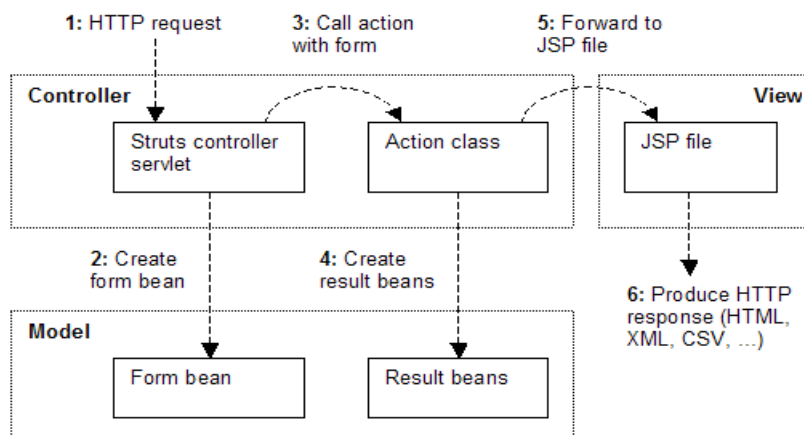 1: HTTP request
3: Call action
with form
5: Forward to
JSP file
Controller
View
Struts controller
servlet
Action class
JSP file
2: Create
form bean
4: Create
result beans
6: Produce HTTP
response (HTML,
XML, CSV, ...)
Model
Form bean
Result beans